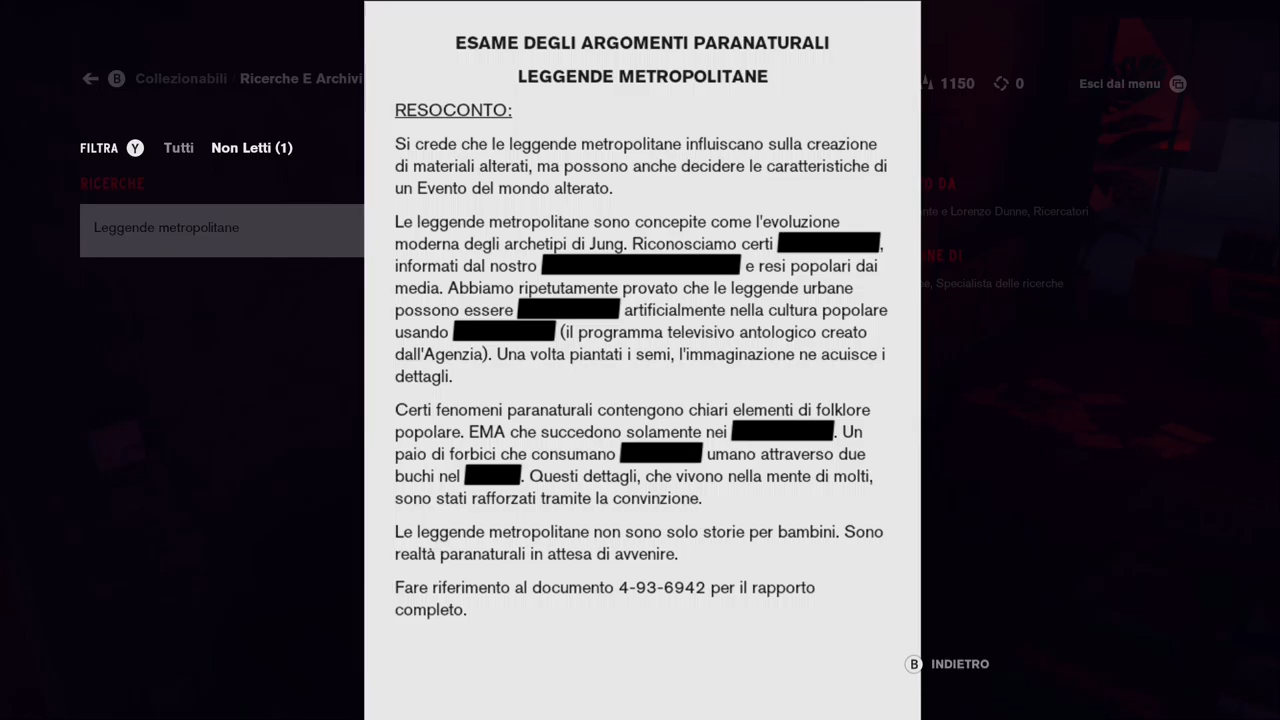 ESAME DEGLI ARGOMENTI PARANATURALI
LEGGENDE METROPOLITANE
B Collezionabili Ricerche E Archivi
1150 0 Esci dal menu
RESOCONTO:
Si crede che le leggende metropolitane influiscano sulla creazione
FILTRA Y Tutti Non Letti (1)
di materiali alterati, ma possono anche decidere le caratteristiche di
un Evento del mondo alterato.
RICERCHE
Leggende metropolitane
Le leggende metropolitane sono concepite come l'evoluzione
moderna degli archetipi di Jung. Riconosciamo certi ,
informati dal nostro e resi popolari dai
media. Abbiamo ripetutamente provato che le leggende urbane
possono essere artificialmente nella cultura popolare
usando (il programma televisivo antologico creato
dall'Agenzia). Una volta piantati i semi, l'immaginazione ne acuisce i
dettagli.
Certi fenomeni paranaturali contengono chiari elementi di folklore
popolare. EMA che succedono solamente nei . Un
paio di forbici che consumano umano attraverso due
buchi nel . Questi dettagli, che vivono nella mente di molti,
sono stati rafforzati tramite la convinzione.
Le leggende metropolitane non sono solo storie per bambini. Sono
realtà paranaturali in attesa di avvenire.
Fare riferimento al documento 4-93-6942 per il rapporto
completo.
DA
e Lorenzo Dunne, Ricercatori
DI
Specialista delle ricerche
B INDIETRO